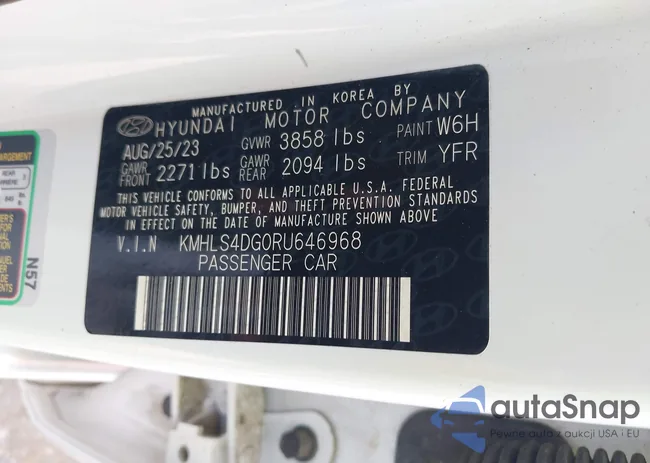 MANUFACTURED IN KOREA BY
HYUNDAI MOTOR COMPANY
AUG/25/23 GVWR 3858 lbs PAINT W6H
GAWR FRONT 2271 lbs GAWR REAR 2094 lbs TRIM YFR
THIS VEHICLE CONFORMS TO ALL APPLICABLE U.S.A. FEDERAL
MOTOR VEHICLE SAFETY, BUMPER, AND THEFT PREVENTION STANDARDS
IN EFFECT ON THE DATE OF MANUFACTURE SHOWN ABOVE
V.I.N KMHLS4DG0RU646968
PASSENGER CAR
N57
autaSnap
Pewne auta z aukcji USA i EU